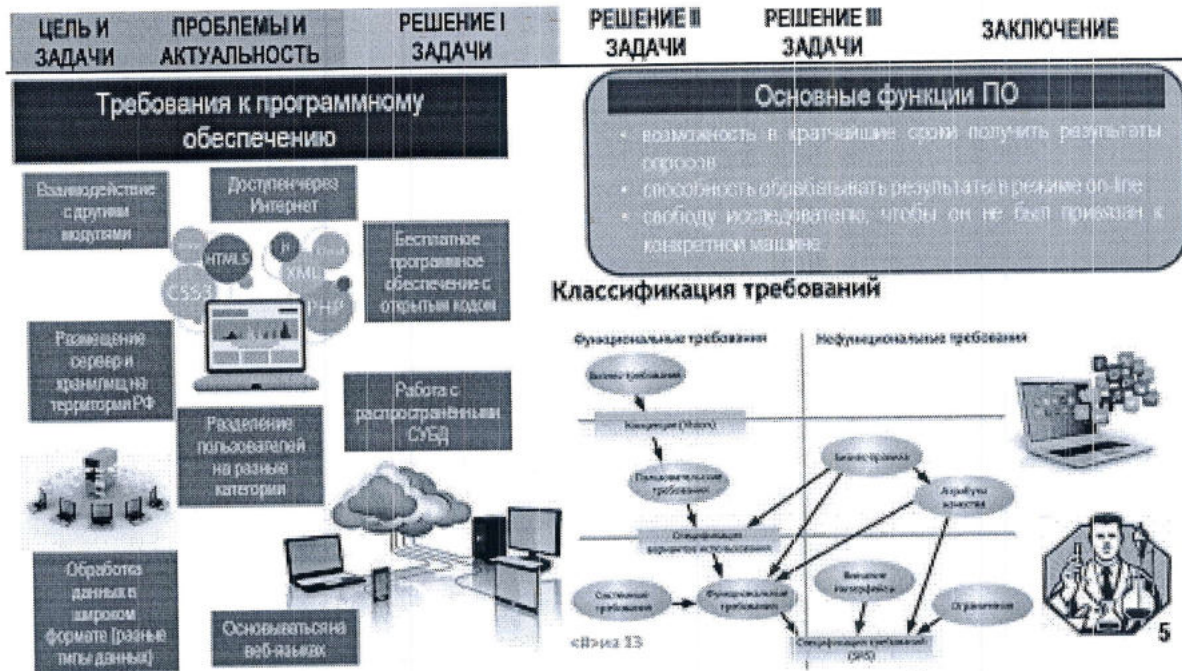 ЦЕЛЬ И
ЗАДАЧИ
ПРОБЛЕМЫ И
АКТУАЛЬНОСТЬ
РЕШЕНИЕ I
ЗАДАЧИ
РЕШЕНИЕ II
ЗАДАЧИ
РЕШЕНИЕ III
ЗАДАЧИ
ЗАКЛЮЧЕНИЕ
Требования к программному
обеспечению
Взаимодействие
с другими
модулями
Доступен через
Интернет
Бесплатное
программное
обеспечение с
открытым кодом
HTML5
CSS3
XML
PHP
Размещение
сервер и
хранилищ на
территории РФ
Разделение
пользователей
на разные
категории
Работа с
распространёнными
СУБД
Обработка
данных в
широком
формате (разные
типы данных)
Основываться на
веб-языках
Основные функции ПО
• возможность в кратчайшие сроки получить результаты
опросов
• способность обрабатывать результаты в режиме on-line
• свободу исследователю, чтобы он не был привязан к
конкретной машине
Классификация требований
Функциональные требования
Нефункциональные требования
Бизнес-требования
Концепция (Vision)
Пользовательские
требования
Бизнес-правила
Атрибуты
качества
Спецификация
вариантов использования
Системные
требования
Функциональные
требования
Внешние
интерфейсы
Ограничения
Спецификация требований
(SRS)
<#>из 13
5